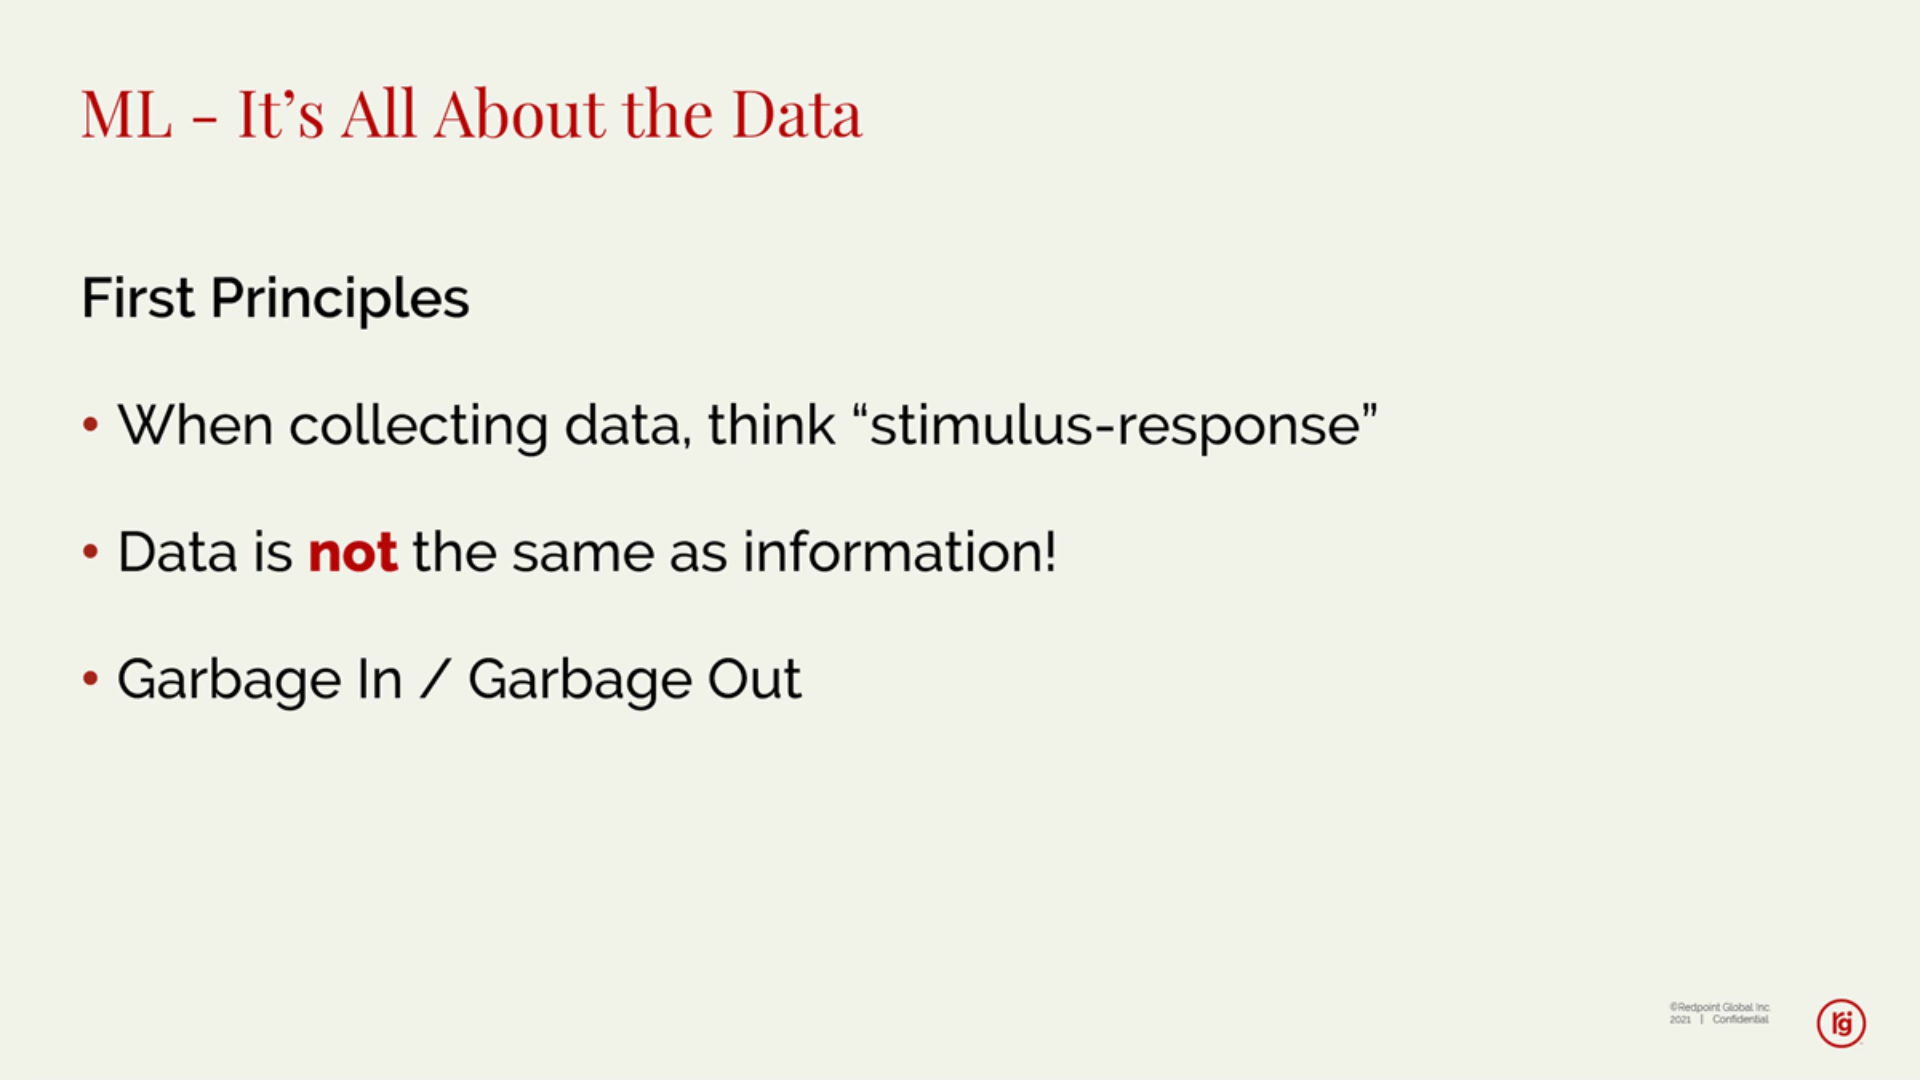 ML - It’s All About the Data
First Principles
• When collecting data, think “stimulus-response”
• Data is not the same as information!
• Garbage In / Garbage Out
©Redpoint Global Inc.
2021 | Confidential
rg